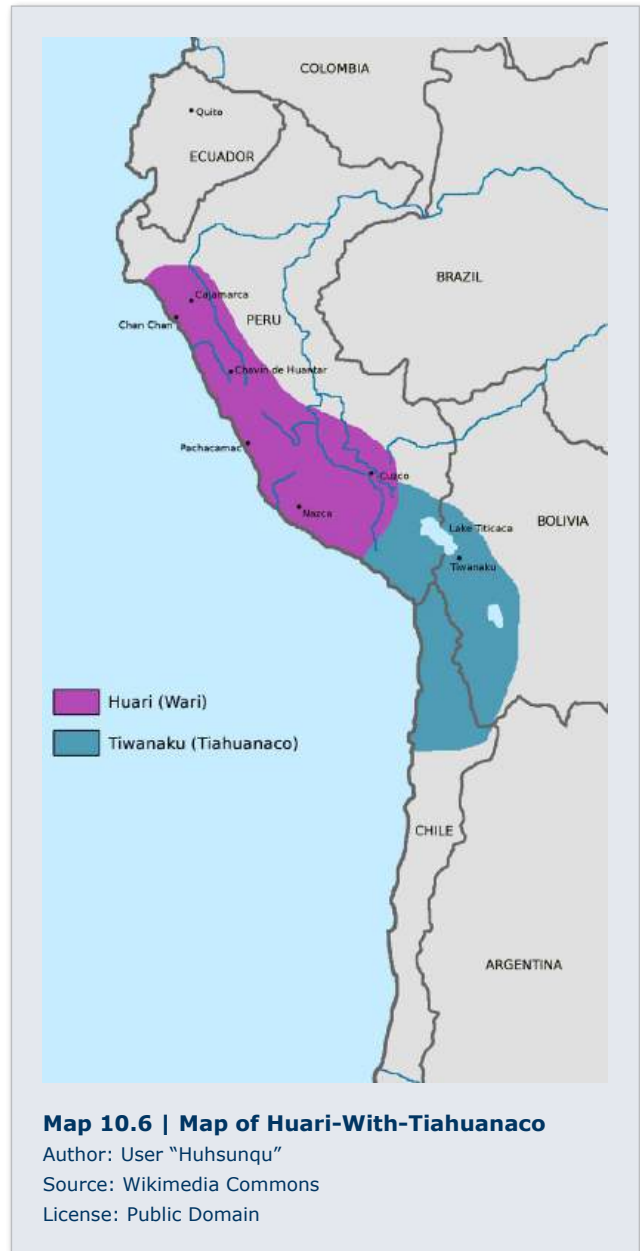 COLOMBIA
Quito
ECUADOR
BRAZIL
Cajamarca
Chan Chan
PERU
Chavin de Huantar
Pachacamac
Cuzco
Nazca
Lake Titicaca
BOLIVIA
Tiwanaku
Huari (Wari)
Tiwanaku (Tiahuanaco)
CHILE
ARGENTINA
Map 10.6 | Map of Huari-With-Tiahuanaco
Author: User “Huhsunqu”
Source: Wikimedia Commons
License: Public Domain